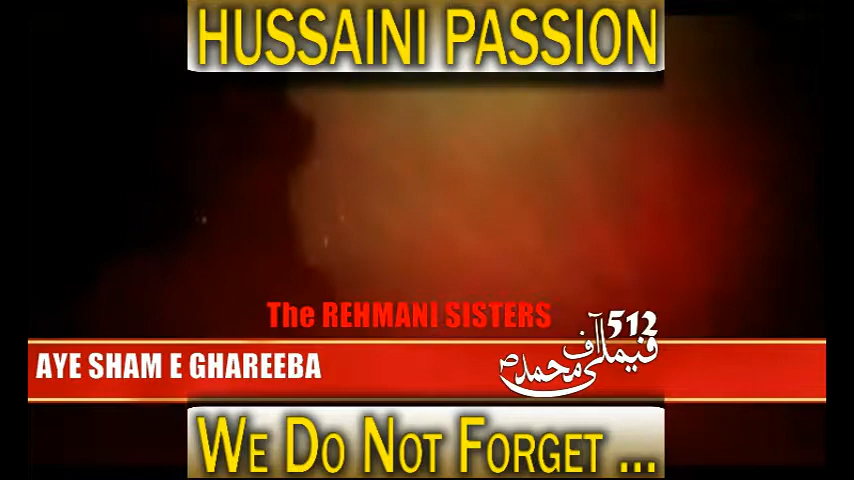 HUSSAINI PASSION
The REHMANI SISTERS
512
فیملی آف محمدؐ
AYE SHAM E GHAREEBA
WE DO NOT FORGET ...